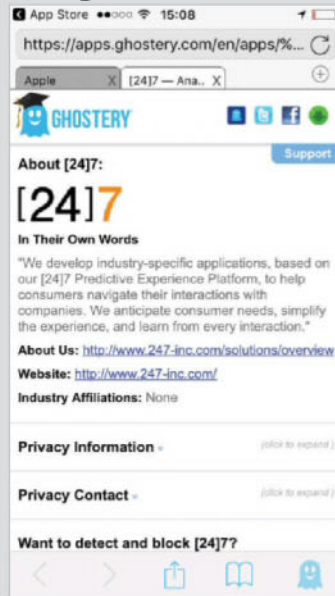 App Store 15:08
https://apps.ghostery.com/en/apps/%...
Apple X [24]7 — Ana.. X
GHOSTERY
Support
About [24]7:
[24]7
In Their Own Words
"We develop industry-specific applications, based on
our [24]7 Predictive Experience Platform, to help
consumers navigate their interactions with
companies. We anticipate consumer needs, simplify
the experience, and learn from every interaction."
About Us: http://www.247-inc.com/solutions/overview
Website: http://www.247-inc.com/
Industry Affiliations: None
Privacy Information » (click to expand)
Privacy Contact » (click to expand)
Want to detect and block [24]7?